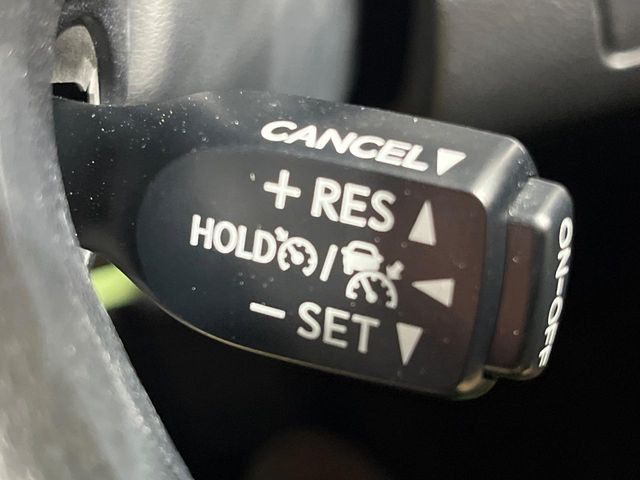 CANCEL
+ RES
HOLD /
- SET
ON-OFF